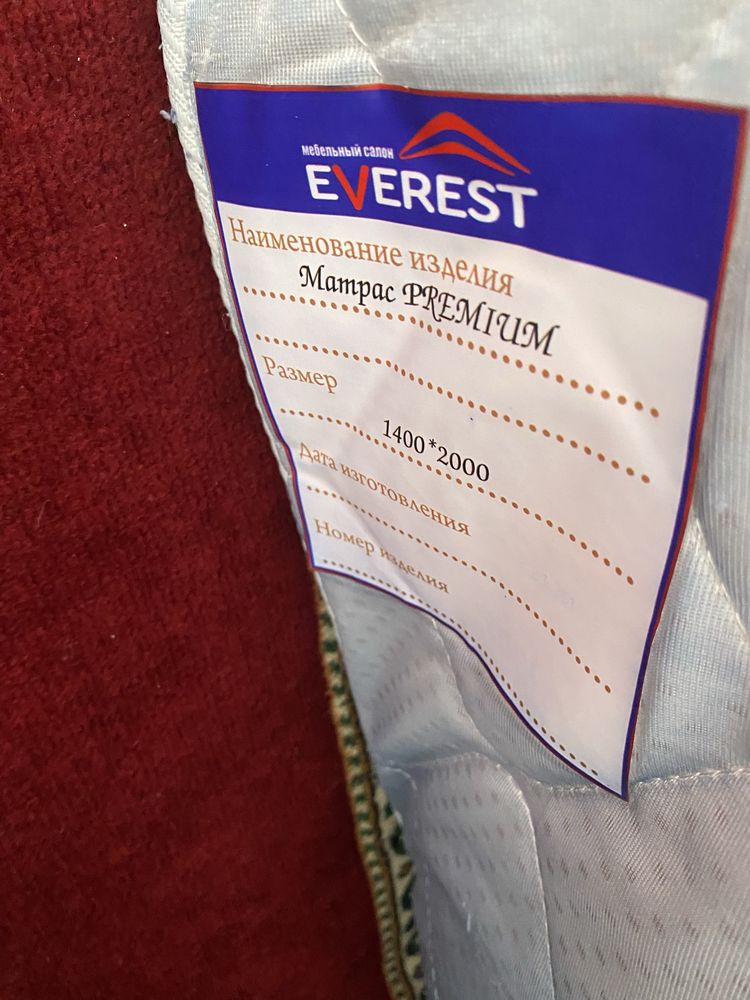 мебельный салон
EVEREST
Наименование изделия
Матрас PREMIUM
Размер
1400*2000
Дата изготовления
Номер изделия